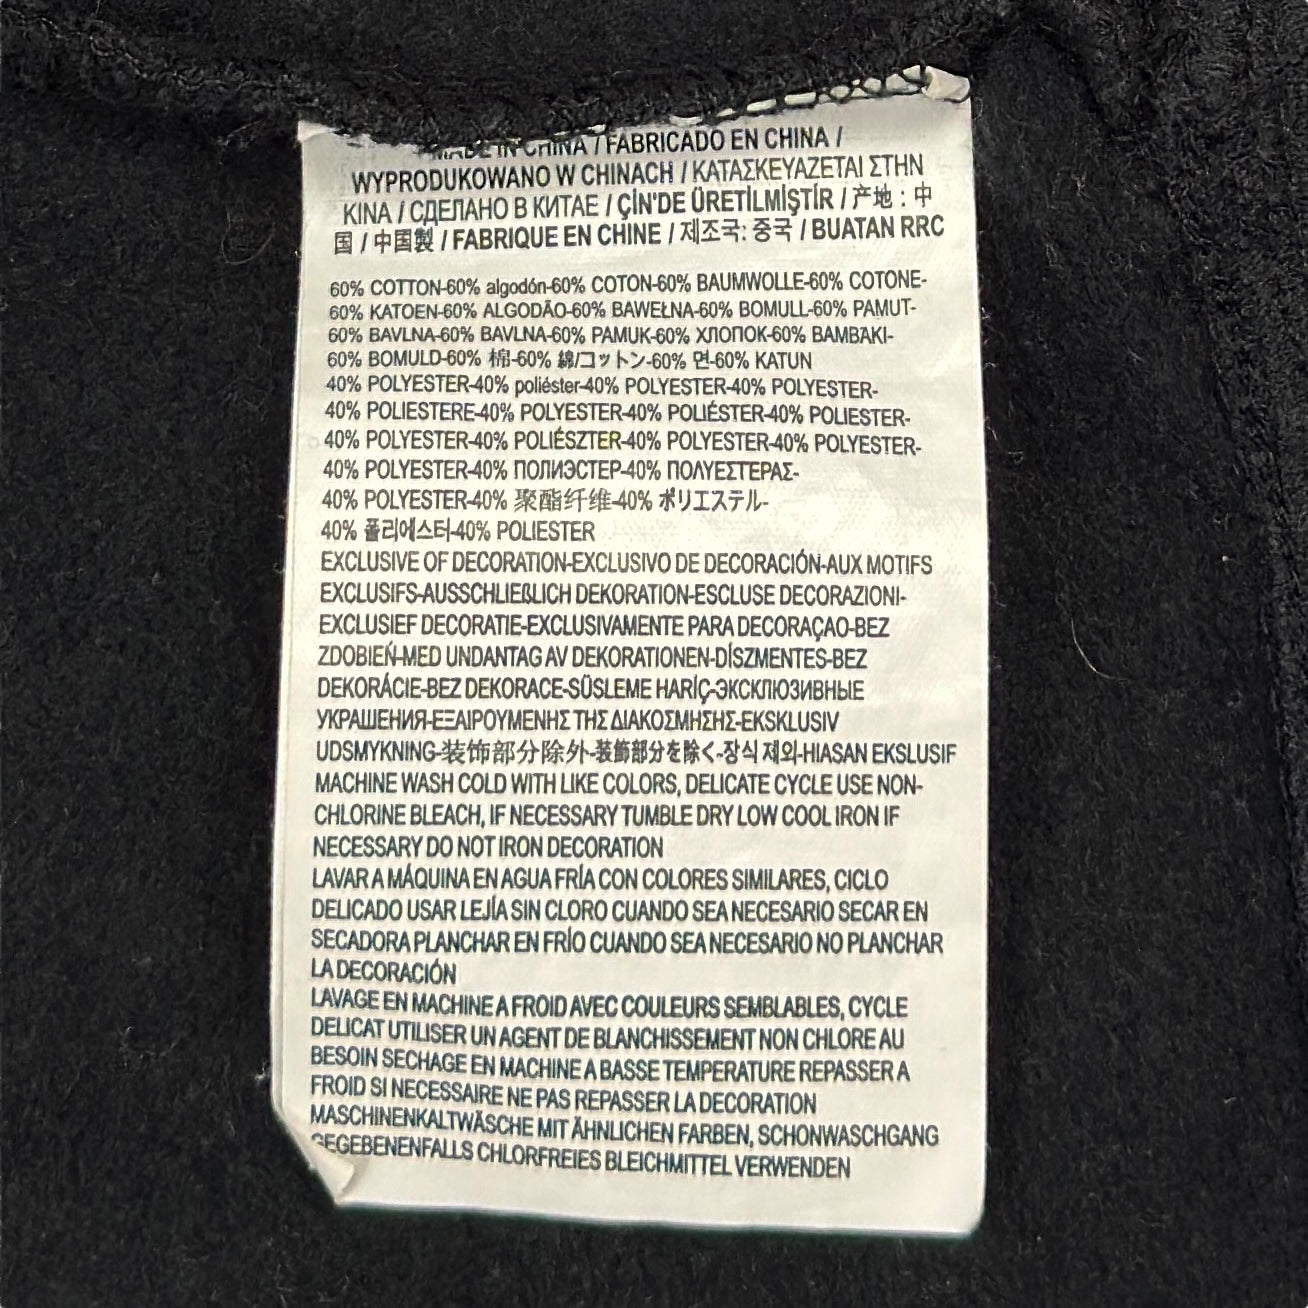 MADE IN CHINA / FABRICADO EN CHINA /
WYPRODUKOWANO W CHINACH / ΚΑΤΑΣΚΕΥΑΖΕΤΑΙ ΣΤΗΝ
ΚΙΝΑ / СДЕЛАНО В КИТАЕ / ÇİN'DE ÜRETİLMİŞTİR / 产地 : 中
国 / 中国製 / FABRIQUE EN CHINE / 제조국: 중국 / BUATAN RRC
60% COTTON-60% algodón-60% COTON-60% BAUMWOLLE-60% COTONE-
60% KATOEN-60% ALGODÃO-60% BAWEŁNA-60% BOMULL-60% PAMUT-
60% BAVLNA-60% BAVLNA-60% PAMUK-60% ХЛОПОК-60% ΒΑΜΒΆΚΙ-
60% BOMULD-60% 棉-60% 綿/コットン-60% 면-60% KATUN
40% POLYESTER-40% poliéster-40% POLYESTER-40% POLYESTER-
40% POLIESTERE-40% POLYESTER-40% POLIÉSTER-40% POLIESTER-
40% POLYESTER-40% POLIÉSZTER-40% POLYESTER-40% POLYESTER-
40% POLYESTER-40% ПОЛИЭСТЕР-40% ΠΟΛΥΕΣΤΕΡΑΣ-
40% POLYESTER-40% 聚酯纤维-40% ポリエステル-
40% 폴리에스터-40% POLIESTER
EXCLUSIVE OF DECORATION-EXCLUSIVO DE DECORACIÓN-AUX MOTIFS
EXCLUSIFS-AUSSCHLIEßLICH DEKORATION-ESCLUSE DECORAZIONI-
EXCLUSIEF DECORATIE-EXCLUSIVAMENTE PARA DECORAÇAO-BEZ
ZDOBIEŃ-MED UNDANTAG AV DEKORATIONEN-DÍSZMENTES-BEZ
DEKORÁCIE-BEZ DEKORACE-SÜSLEME HARİÇ-ЭКСКЛЮЗИВНЫЕ
УКРАШЕНИЯ-ΕΞΑΙΡΟΥΜΕΝΗΣ ΤΗΣ ΔΙΑΚΟΣΜΗΣΗΣ-EKSKLUSIV
UDSMYKNING-装饰部分除外-装飾部分を除く-장식 제외-HIASAN EKSLUSIF
MACHINE WASH COLD WITH LIKE COLORS, DELICATE CYCLE USE NON-
CHLORINE BLEACH, IF NECESSARY TUMBLE DRY LOW COOL IRON IF
NECESSARY DO NOT IRON DECORATION
LAVAR A MÁQUINA EN AGUA FRÍA CON COLORES SIMILARES, CICLO
DELICADO USAR LEJÍA SIN CLORO CUANDO SEA NECESARIO SECAR EN
SECADORA PLANCHAR EN FRÍO CUANDO SEA NECESARIO NO PLANCHAR
LA DECORACIÓN
LAVAGE EN MACHINE A FROID AVEC COULEURS SEMBLABLES, CYCLE
DELICAT UTILISER UN AGENT DE BLANCHISSEMENT NON CHLORE AU
BESOIN SECHAGE EN MACHINE A BASSE TEMPERATURE REPASSER A
FROID SI NECESSAIRE NE PAS REPASSER LA DECORATION
MASCHINENKALTWÄSCHE MIT ÄHNLICHEN FARBEN, SCHONWASCHGANG
GEGEBENENFALLS CHLORFREIES BLEICHMITTEL VERWENDEN